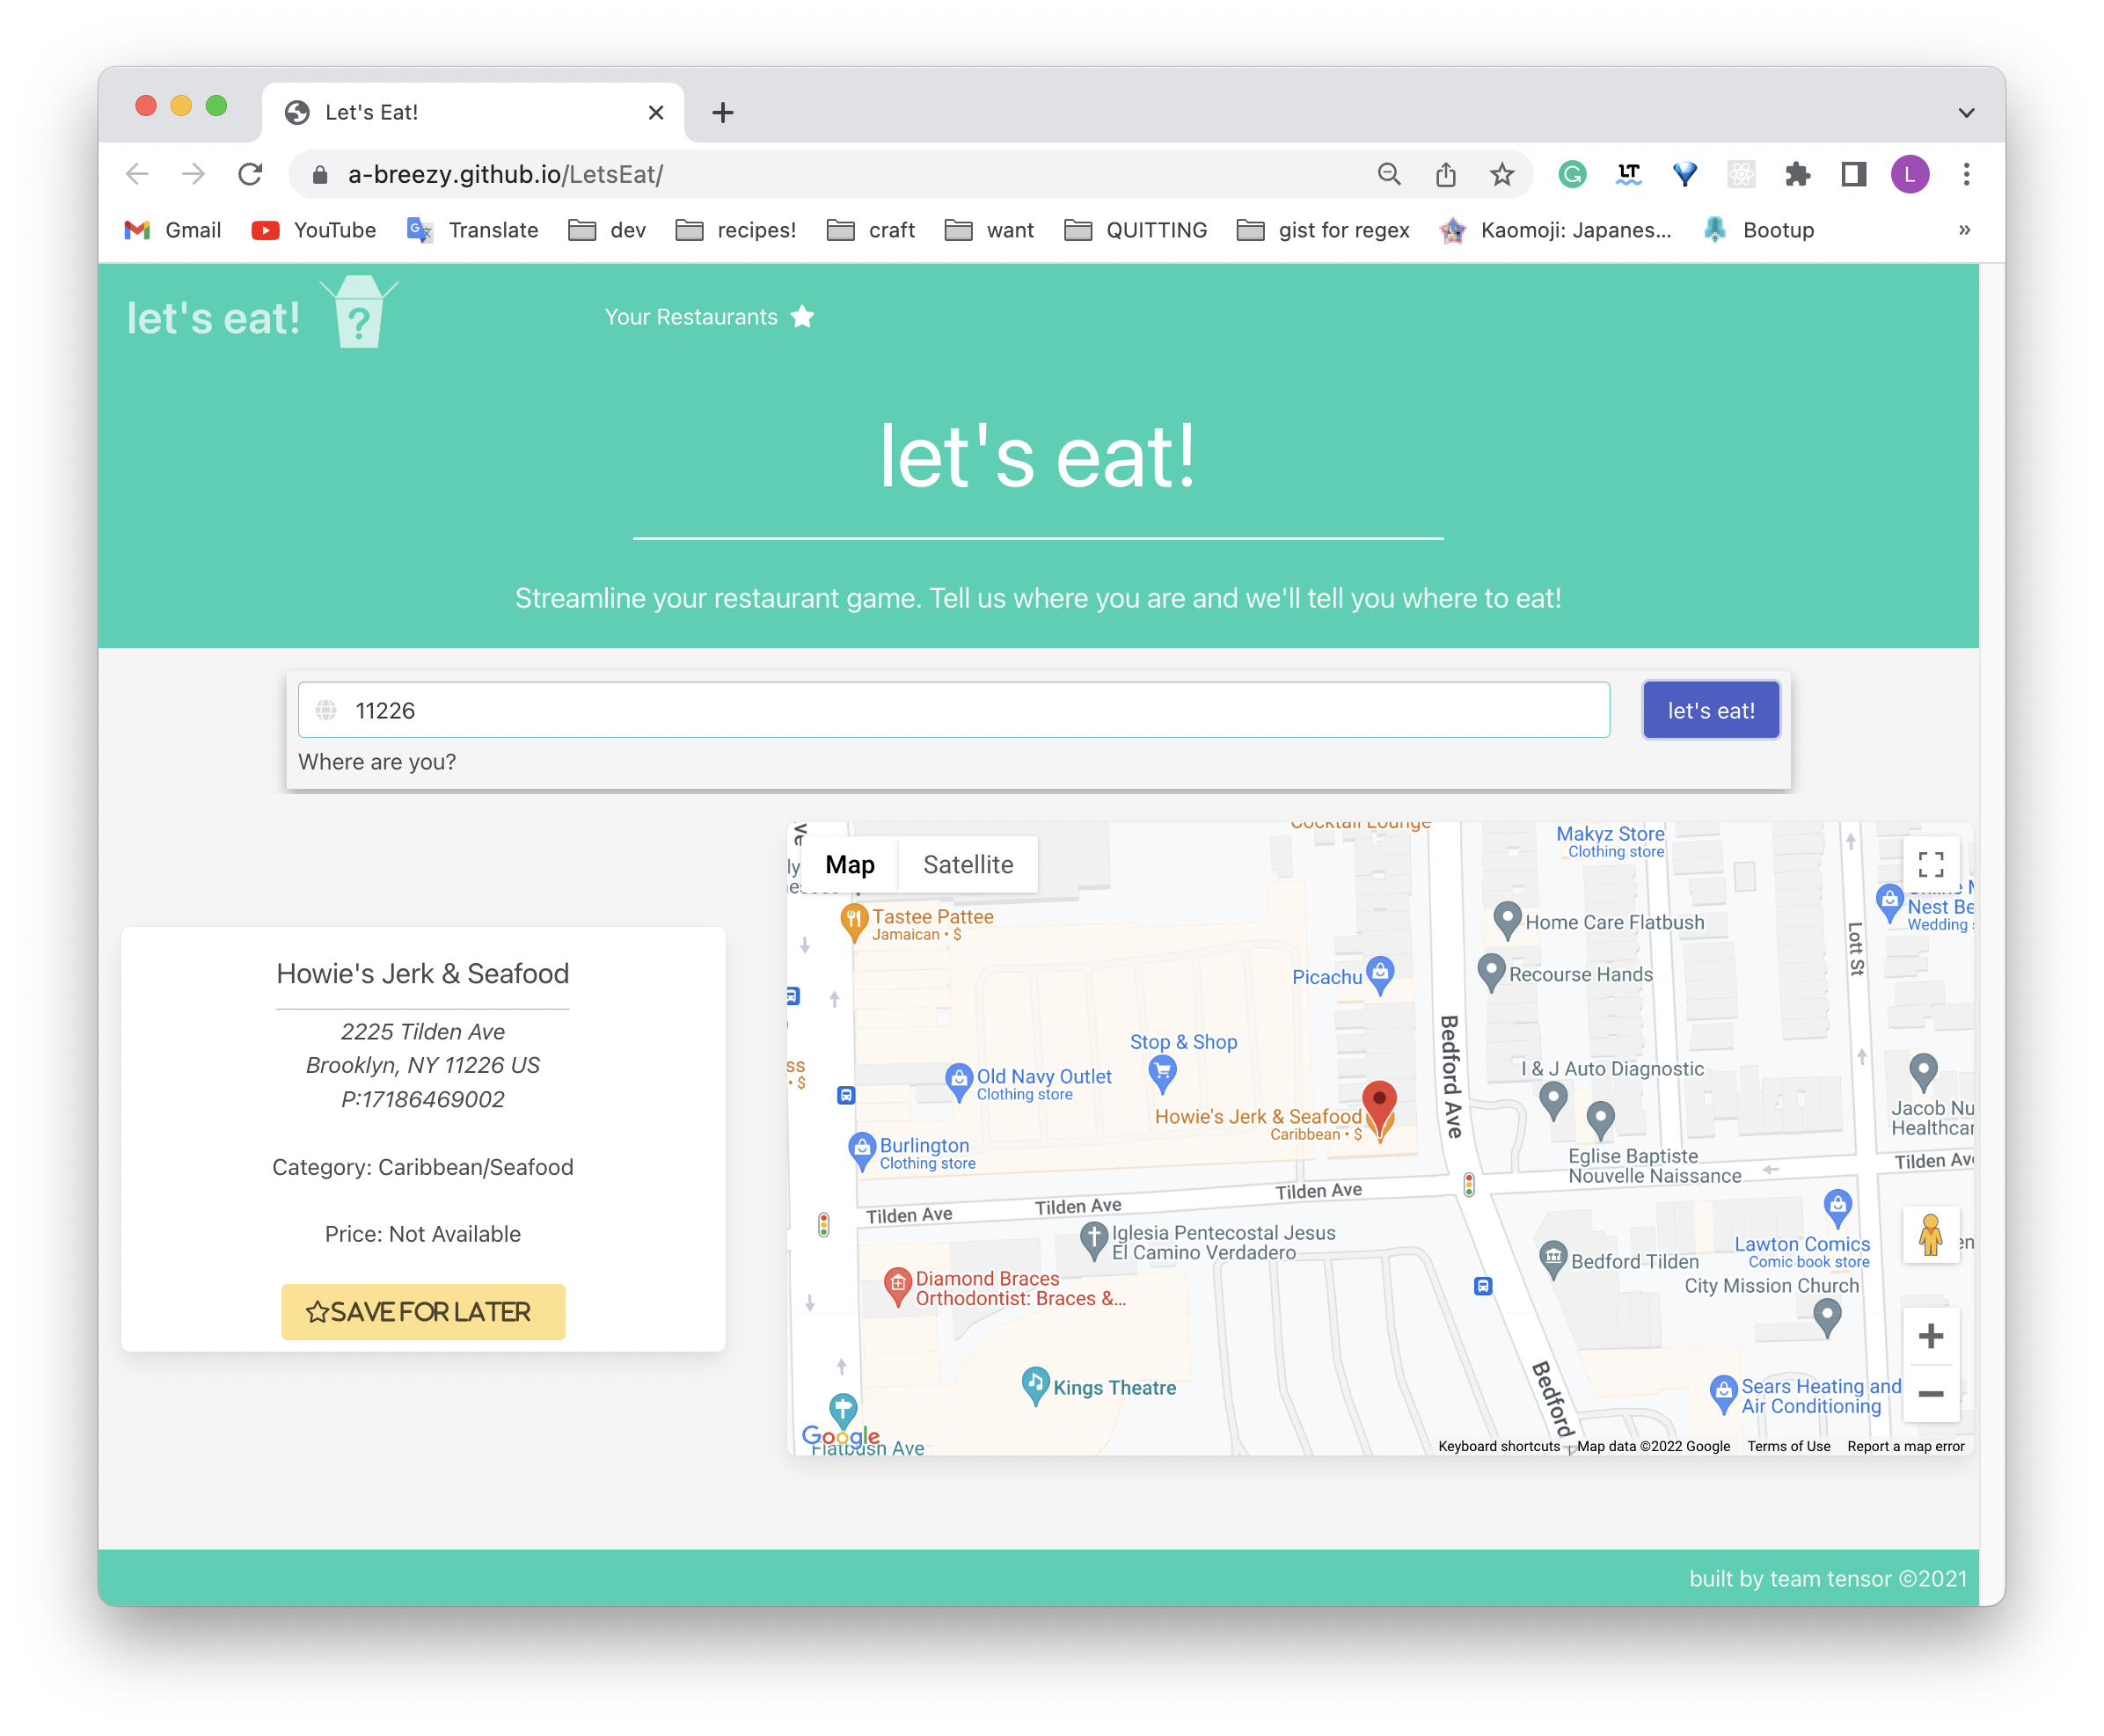 Let's Eat!
a-breezy.github.io/LetsEat/
LT
L
Gmail
YouTube
Translate
dev
recipes!
craft
want
QUITTING
gist for regex
Kaomoji: Japanes...
Bootup
»
let's eat!
?
Your Restaurants
let's eat!
Streamline your restaurant game. Tell us where you are and we'll tell you where to eat!
11226
let's eat!
Where are you?
Howie's Jerk & Seafood
2225 Tilden Ave
Brooklyn, NY 11226 US
P:17186469002
Category: Caribbean/Seafood
Price: Not Available
SAVE FOR LATER
Map
Satellite
Cocktail Lounge
Makyz Store
Clothing store
Tastee Pattee
Jamaican • $
Home Care Flatbush
Recourse Hands
Picachu
Lott St
Nest Be
Wedding
Bedford Ave
Stop & Shop
Old Navy Outlet
Clothing store
I & J Auto Diagnostic
Howie's Jerk & Seafood
Caribbean • $
Jacob Nu
Healthcar
Burlington
Clothing store
Eglise Baptiste
Nouvelle Naissance
Tilden Ave
Tilden Ave
Tilden Ave
Tilden Av
Iglesia Pentecostal Jesus
El Camino Verdadero
Bedford Tilden
Lawton Comics
Comic book store
City Mission Church
Diamond Braces
Orthodontist: Braces &...
Kings Theatre
Bedford
Sears Heating and
Air Conditioning
Google
Flatbush Ave
Keyboard shortcuts
Map data ©2022 Google
Terms of Use
Report a map error
built by team tensor ©2021